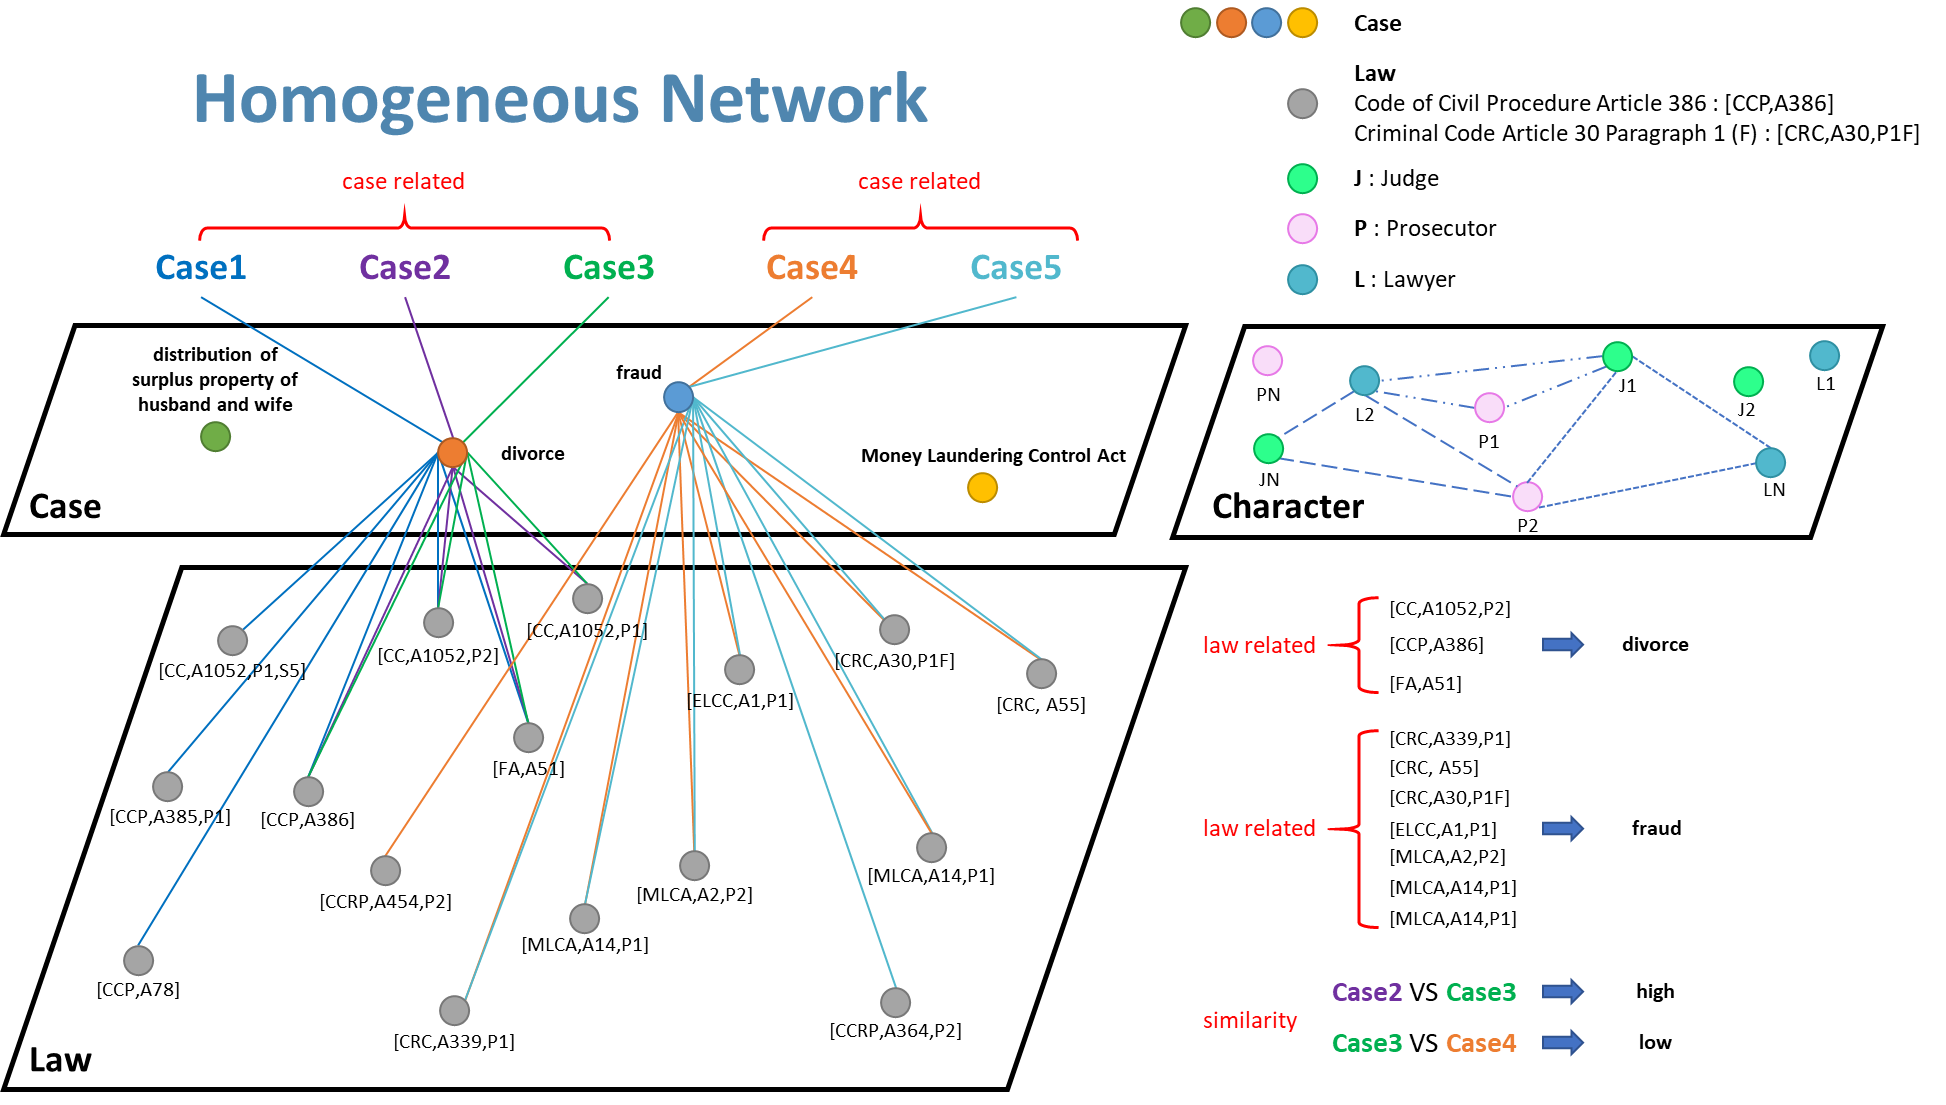 Homogeneous Network
Case
Law
Code of Civil Procedure Article 386 : [CCP,A386]
Criminal Code Article 30 Paragraph 1 (F) : [CRC,A30,P1F]
J : Judge
P : Prosecutor
L : Lawyer
case related
case related
Case1
Case2
Case3
Case4
Case5
distribution of
surplus property of
husband and wife
divorce
fraud
Money Laundering Control Act
Case
PN
L2
P1
J1
J2
L1
JN
P2
LN
Character
[CC,A1052,P1,S5]
[CC,A1052,P2]
[CC,A1052,P1]
[ELCC,A1,P1]
[CRC,A30,P1F]
[CRC, A55]
[CCP,A385,P1]
[CCP,A386]
[FA,A51]
[CCRP,A454,P2]
[MLCA,A14,P1]
[MLCA,A2,P2]
[MLCA,A14,P1]
[CCP,A78]
[CRC,A339,P1]
[CCRP,A364,P2]
Law
law related
[CC,A1052,P2]
[CCP,A386]
[FA,A51]
divorce
law related
[CRC,A339,P1]
[CRC, A55]
[CRC,A30,P1F]
[ELCC,A1,P1]
[MLCA,A2,P2]
[MLCA,A14,P1]
[MLCA,A14,P1]
fraud
similarity
Case2 VS Case3
high
Case3 VS Case4
low